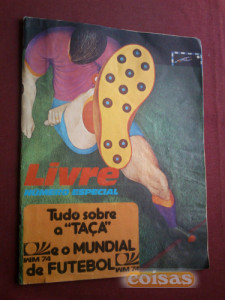 Livre
NÚMERO ESPECIAL
Tudo sobre
a "TAÇA"
e o MUNDIAL
de FUTEBOL
WM 74
WM 74
coisas